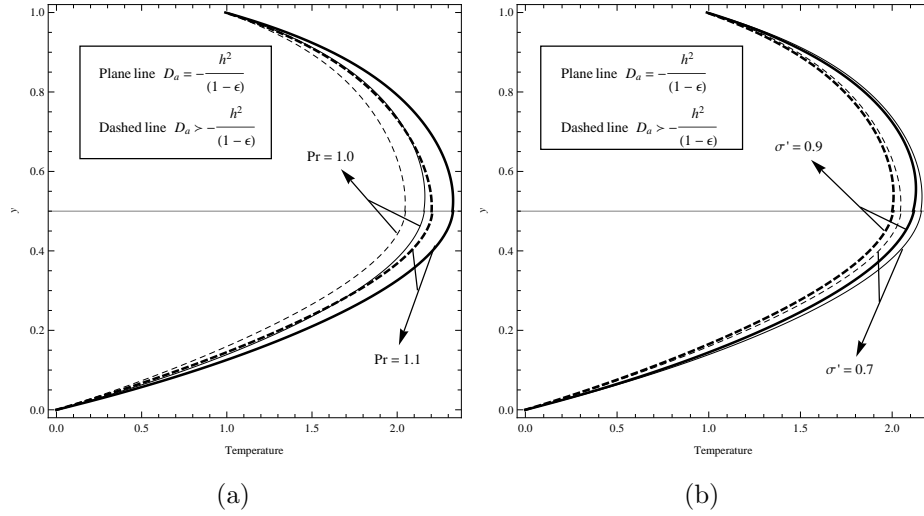 Plane line D_a = -h²/(1 - ϵ)
Dashed line D_a ≻ -h²/(1 - ϵ)
Pr = 1.0
Pr = 1.1
y
1.0
0.8
0.6
0.4
0.2
0.0
0.0 0.5 1.0 1.5 2.0
Temperature
(a)
Plane line D_a = -h²/(1 - ϵ)
Dashed line D_a ≻ -h²/(1 - ϵ)
σ' = 0.9
σ' = 0.7
y
1.0
0.8
0.6
0.4
0.2
0.0
0.0 0.5 1.0 1.5 2.0
Temperature
(b)